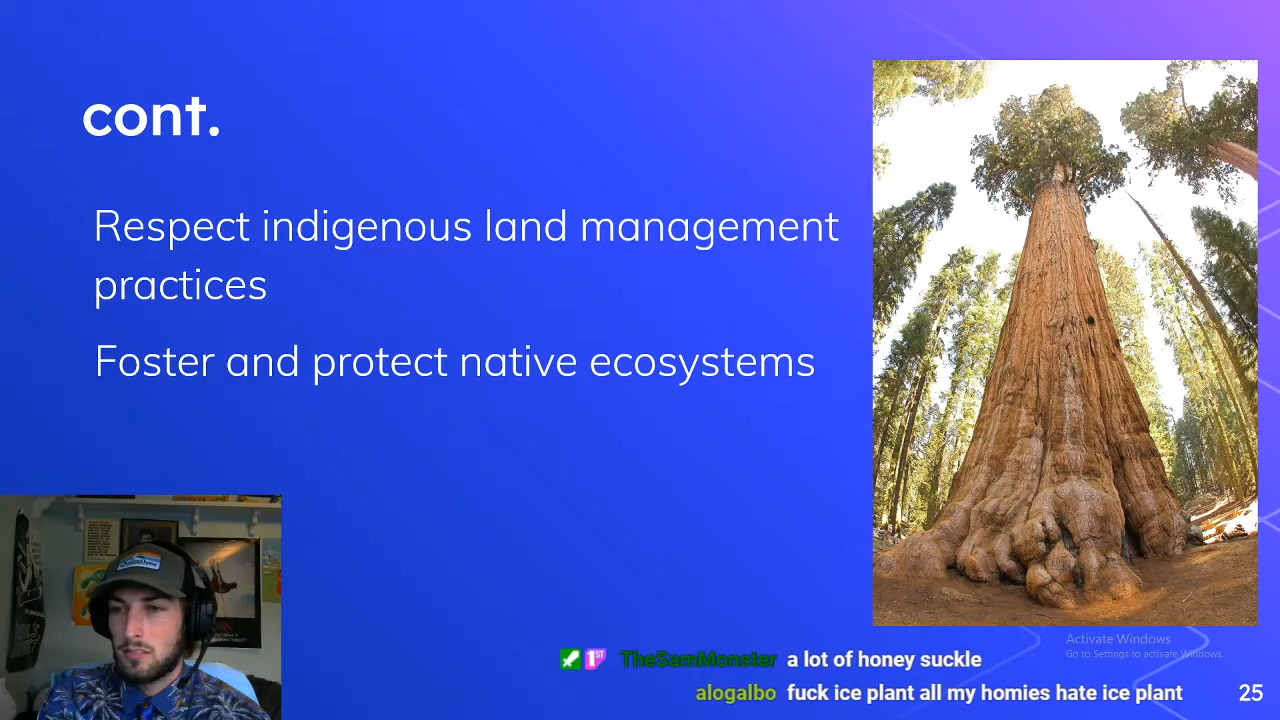 cont.
Respect indigenous land management
practices
Foster and protect native ecosystems
Activate Windows
Go to Settings to activate Windows.
1ST TheSamMonster a lot of honey suckle
alogalbo fuck ice plant all my homies hate ice plant
25